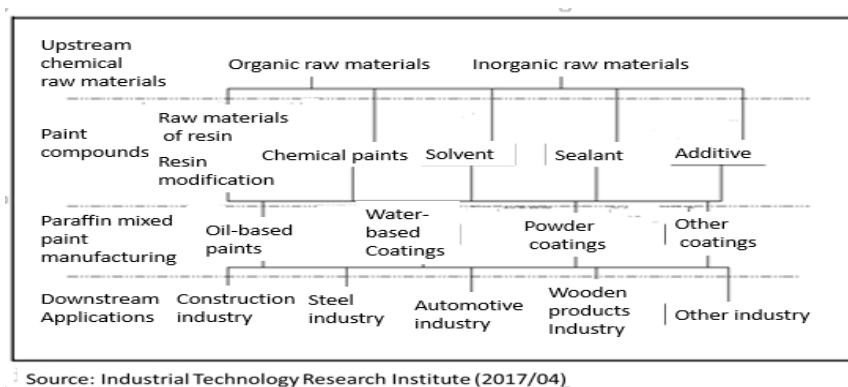 Upstream
chemical
raw materials
Organic raw materials
Inorganic raw materials
Paint
compounds
Raw materials
of resin
Resin
modification
Chemical paints
Solvent
Sealant
Additive
Paraffin mixed
paint
manufacturing
Oil-based
paints
Water-
based
Coatings
Powder
coatings
Other
coatings
Downstream
Applications
Construction
industry
Steel
industry
Automotive
industry
Wooden
products
Industry
Other industry
Source: Industrial Technology Research Institute (2017/04)